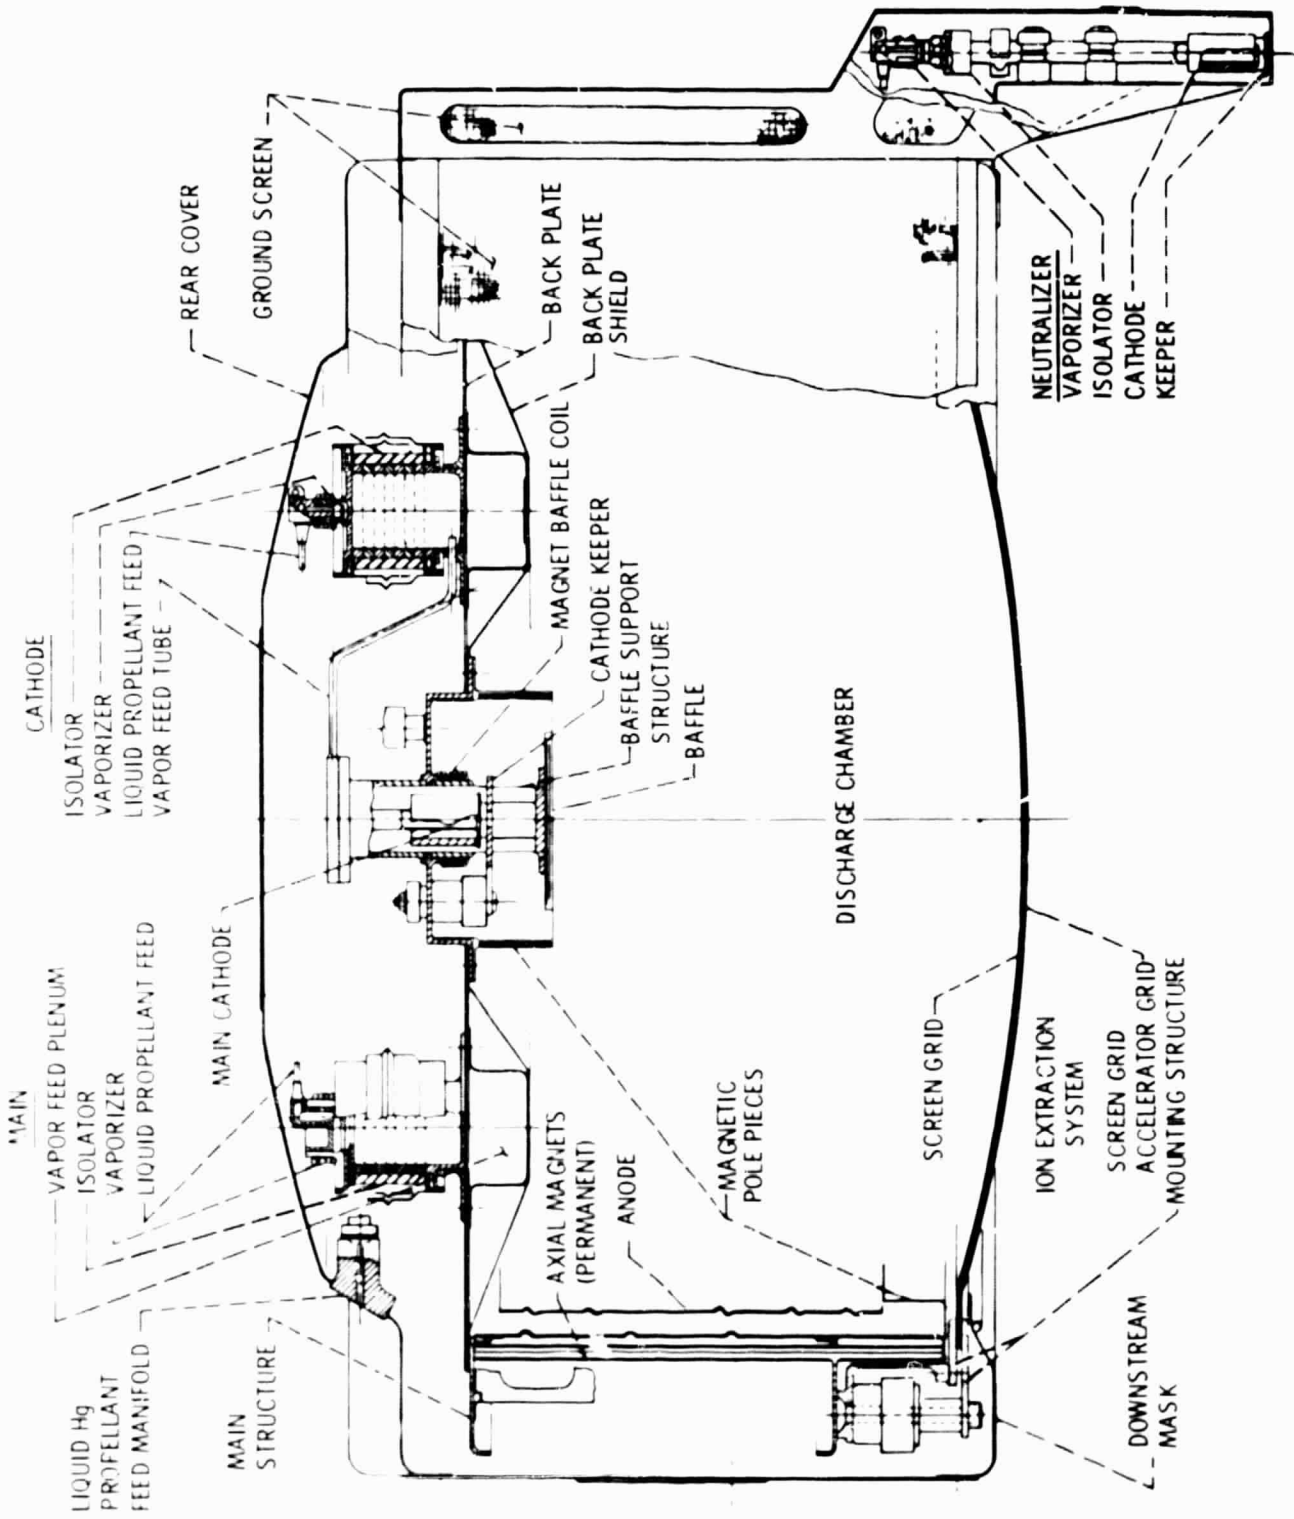 MAIN
VAPOR FEED PLENUM
ISOLATOR
VAPORIZER
LIQUID PROPELLANT FEED
LIQUID Hg
PROPELLANT
FEED MANIFOLD
MAIN
STRUCTURE
MAIN CATHODE
CATHODE
ISOLATOR
VAPORIZER
LIQUID PROPELLANT FEED
VAPOR FEED TUBE
REAR COVER
GROUND SCREEN
BACK PLATE
BACK PLATE
SHIELD
MAGNET BAFFLE COIL
CATHODE KEEPER
BAFFLE SUPPORT
STRUCTURE
BAFFLE
AXIAL MAGNETS
(PERMANENT)
ANODE
MAGNETIC
POLE PIECES
DISCHARGE CHAMBER
SCREEN GRID
ION EXTRACTION
SYSTEM
SCREEN GRID
ACCELERATOR GRID
MOUNTING STRUCTURE
DOWNSTREAM
MASK
NEUTRALIZER
VAPORIZER
ISOLATOR
CATHODE
KEEPER